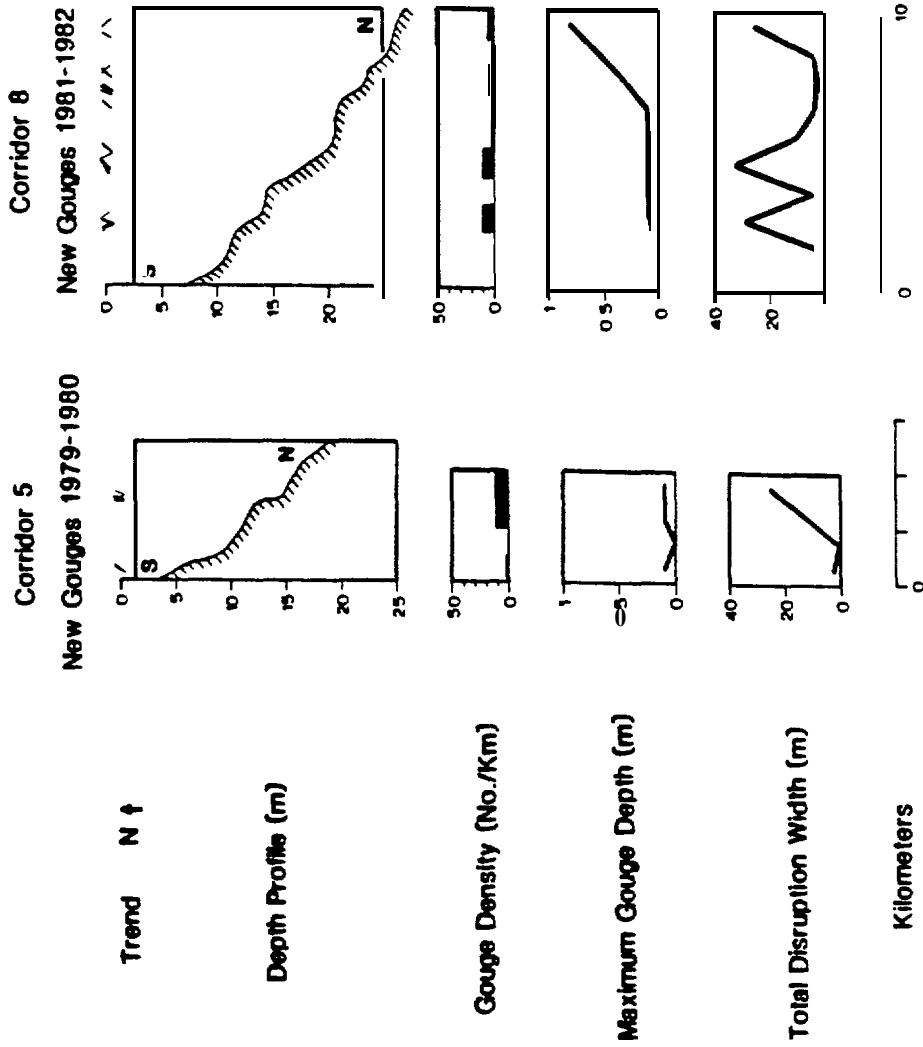 Corridor 5
New Gouges 1979-1980
Corridor 8
New Gouges 1981-1982
Trend N ↑
Depth Profile (m)
0
5
10
15
20
25
S
N
0
5
10
15
20
N
Gouge Density (No./Km)
50
0
50
0
Maximum Gouge Depth (m)
1
0
1
0 5
0
Total Disruption Width (m)
40
20
0
40
20
Kilometers
0
0
10